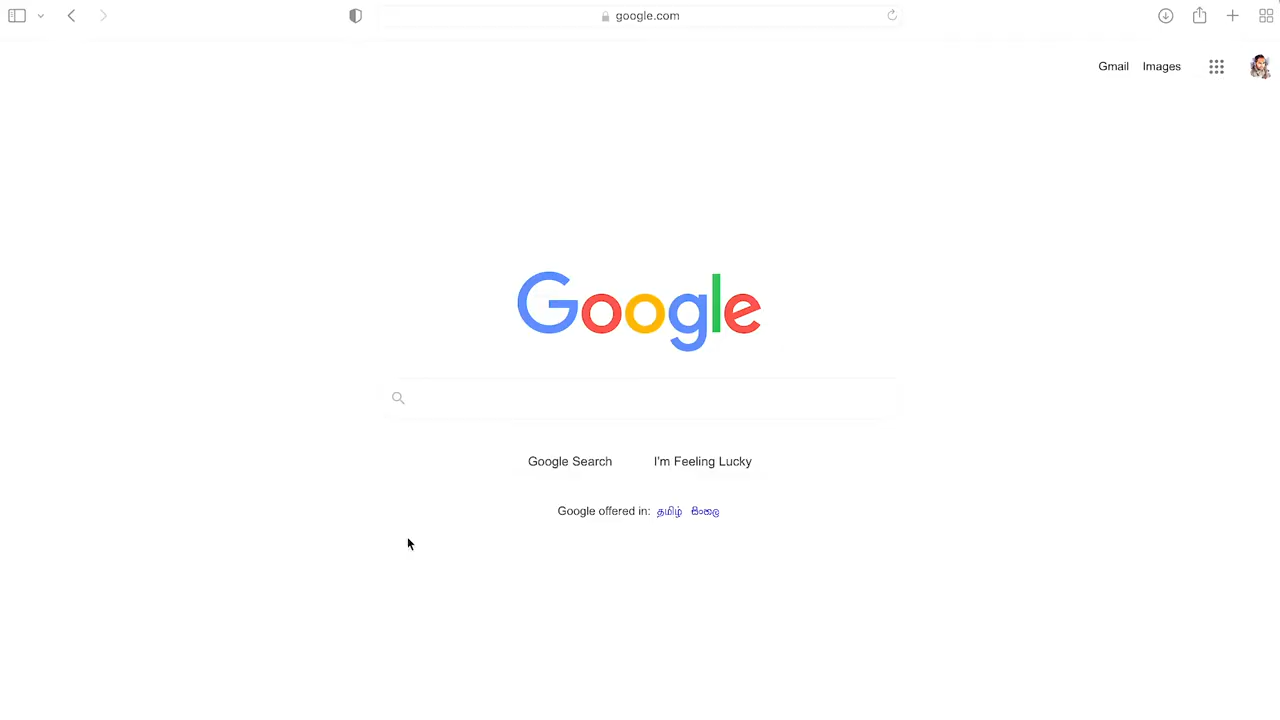 google.com
Gmail Images
Google
Google Search I'm Feeling Lucky
Google offered in: தமிழ் සිංහල